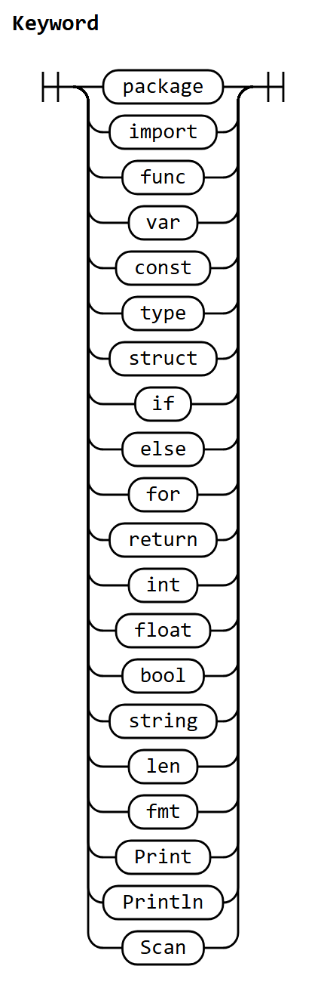 Keyword
package
import
func
var
const
type
struct
if
else
for
return
int
float
bool
string
len
fmt
Print
Println
Scan